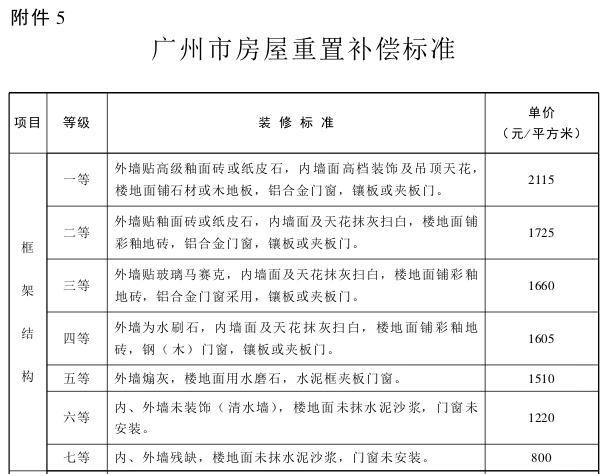 附件 5
广州市房屋重置补偿标准
项目 等级 装 修 标 准 单价
（元/平方米）
框架结构
一等 外墙贴高级釉面砖或纸皮石，内墙面高档装饰及吊顶天花，
楼地面铺石材或木地板，铝合金门窗，镶板或夹板门。 2115
二等 外墙贴釉面砖或纸皮石，内墙面及天花抹灰扫白，楼地面铺
彩釉地砖，铝合金门窗，镶板或夹板门。 1725
三等 外墙贴玻璃马赛克，内墙面及天花抹灰扫白，楼地面铺彩釉
地砖，铝合金门窗采用，镶板或夹板门。 1660
四等 外墙为水刷石，内墙面及天花抹灰扫白，楼地面铺彩釉地
砖，钢（木）门窗，镶板或夹板门。 1605
五等 外墙煽灰，楼地面用水磨石，水泥框夹板门窗。 1510
六等 内、外墙未装饰（清水墙），楼地面未抹水泥沙浆，门窗未
安装。 1220
七等 内、外墙残缺，楼地面未抹水泥沙浆，门窗未安装。 800